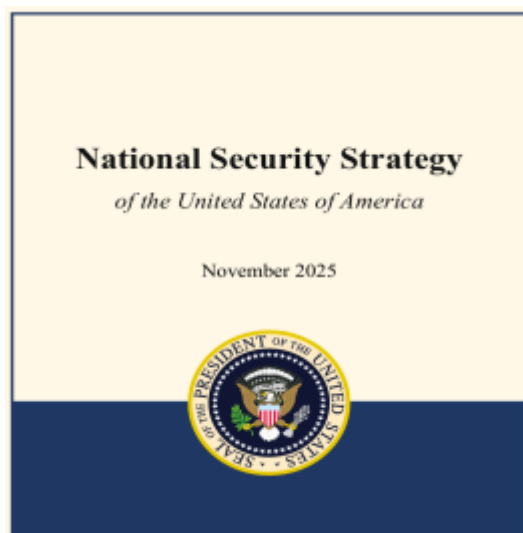 National Security Strategy
of the United States of America
November 2025
SEAL OF THE PRESIDENT OF THE UNITED STATES